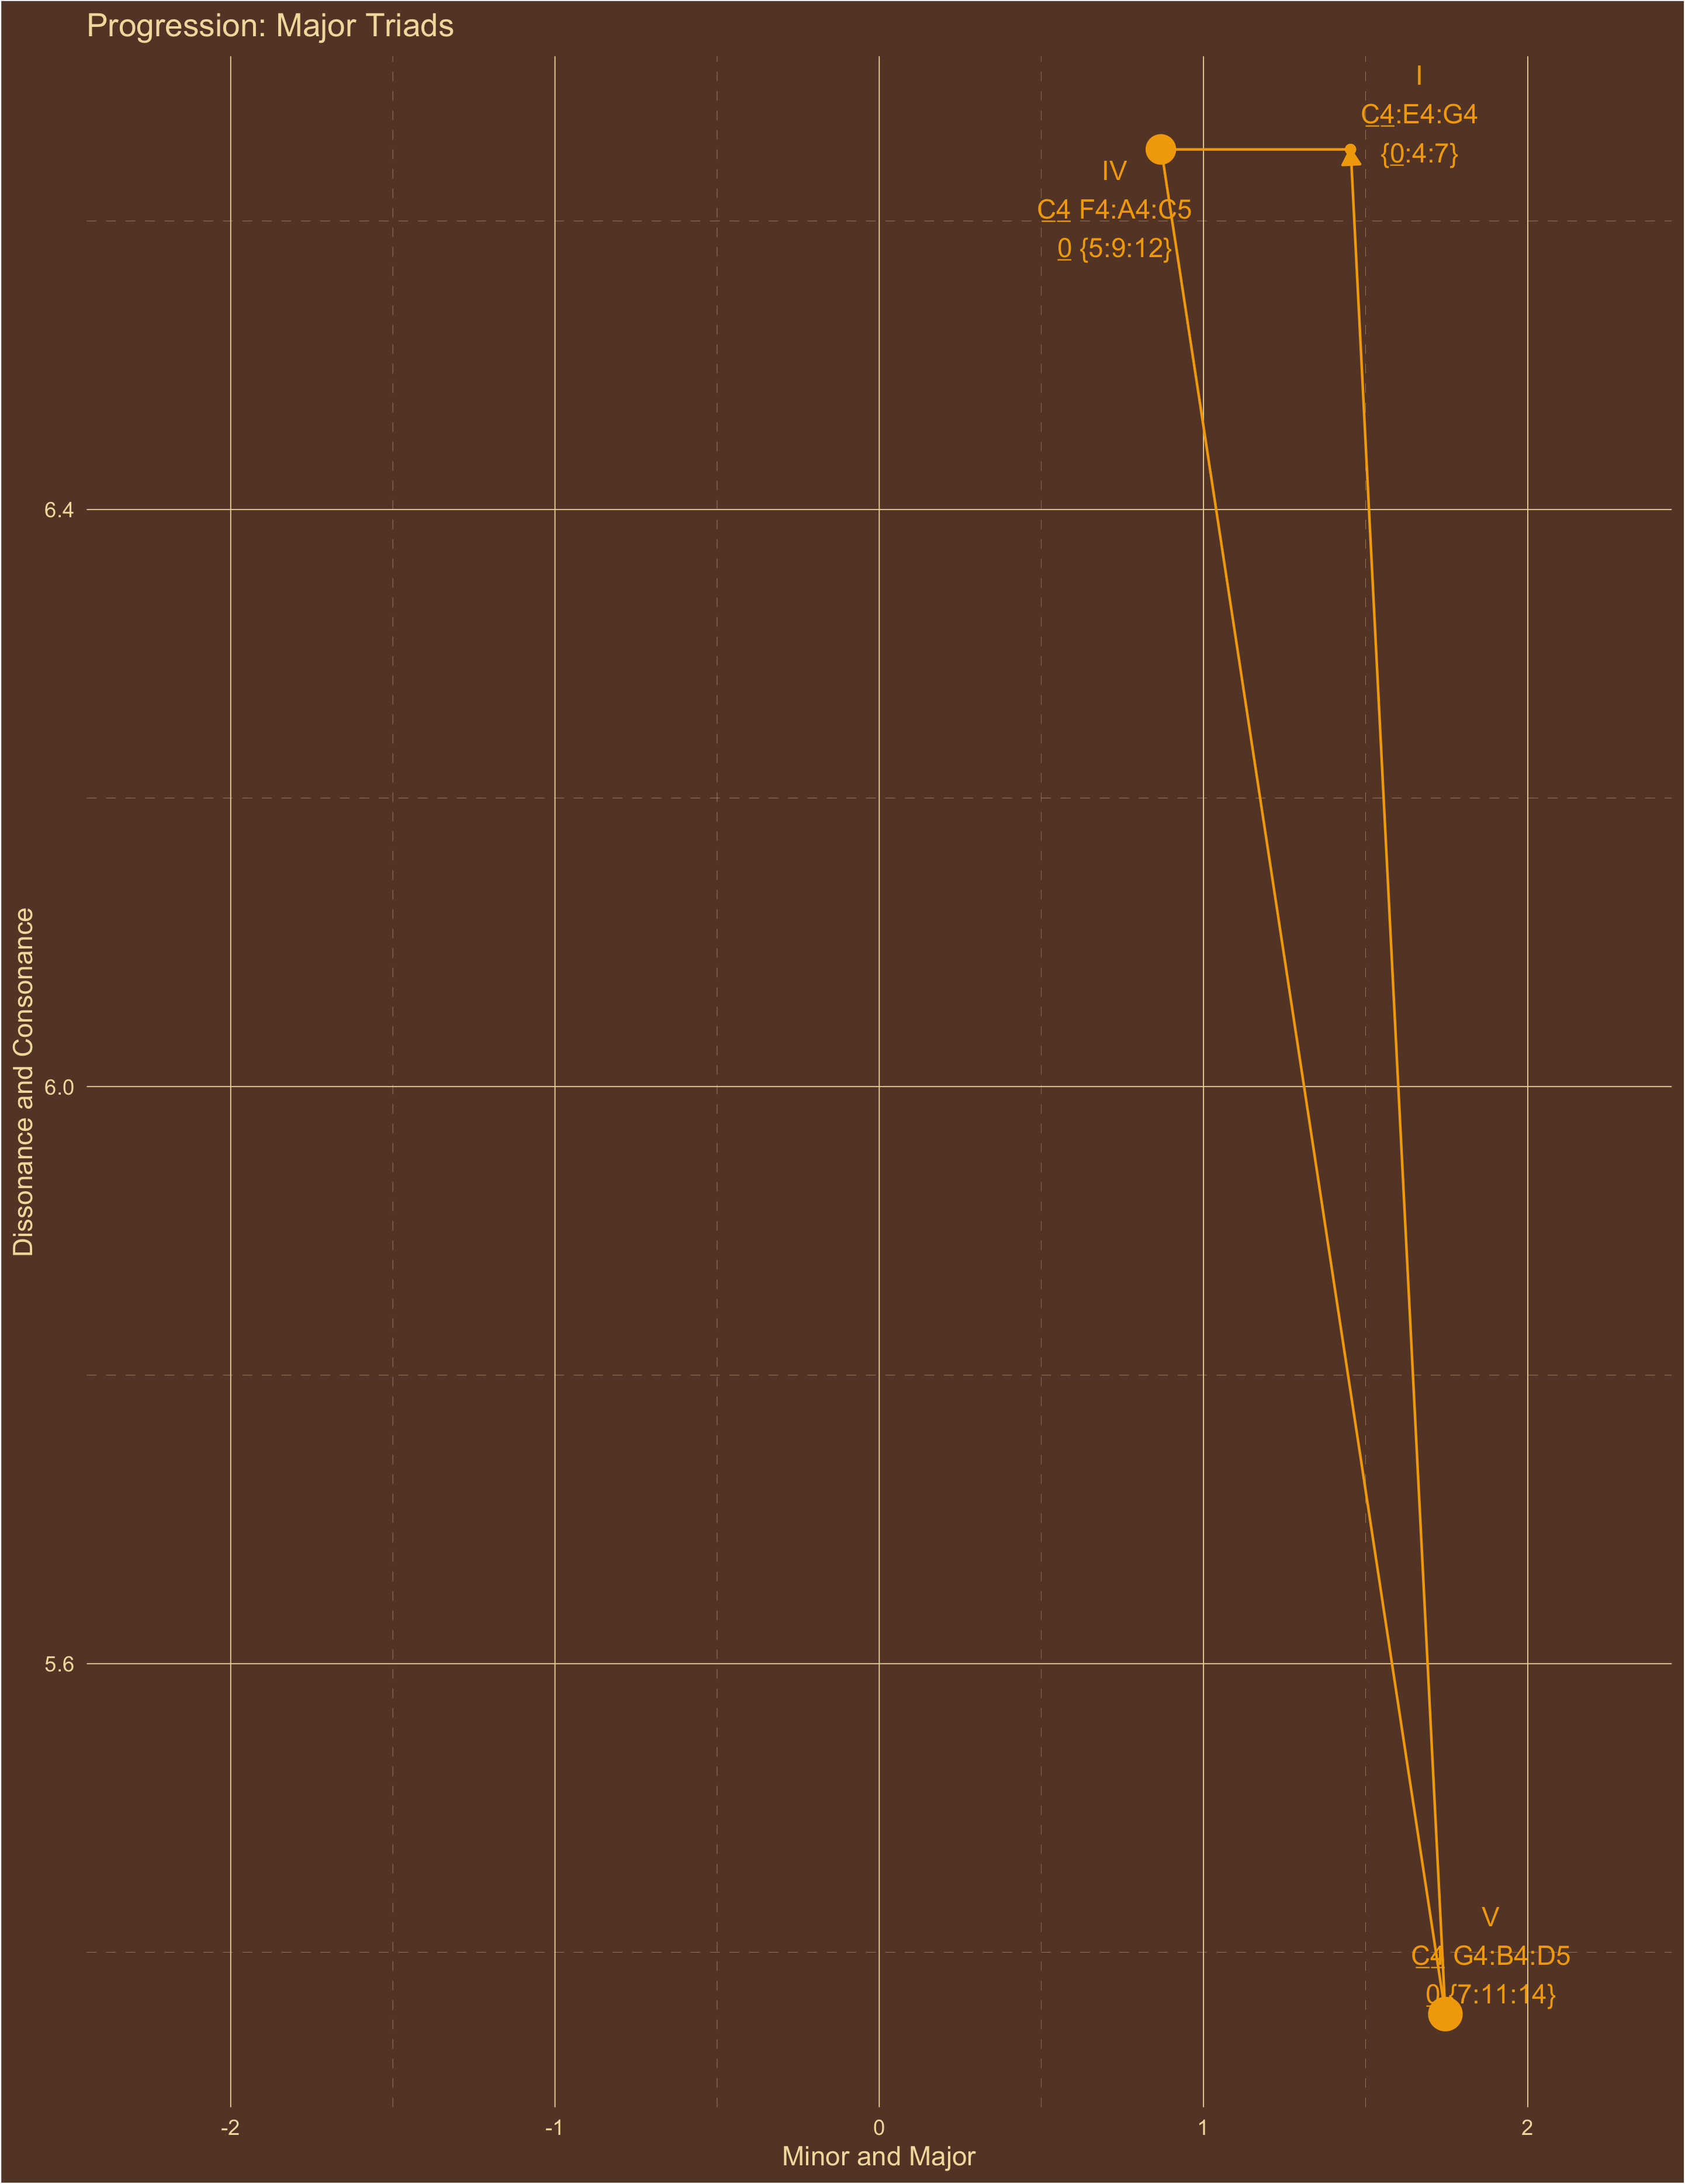 Progression: Major Triads
I
C4:E4:G4
{0:4:7}
IV
C4 F4:A4:C5
0 {5:9:12}
6.4
6.0
5.6
Dissonance and Consonance
V
C4 G4:B4:D5
0 {7:11:14}
-2
-1
0
1
2
Minor and Major